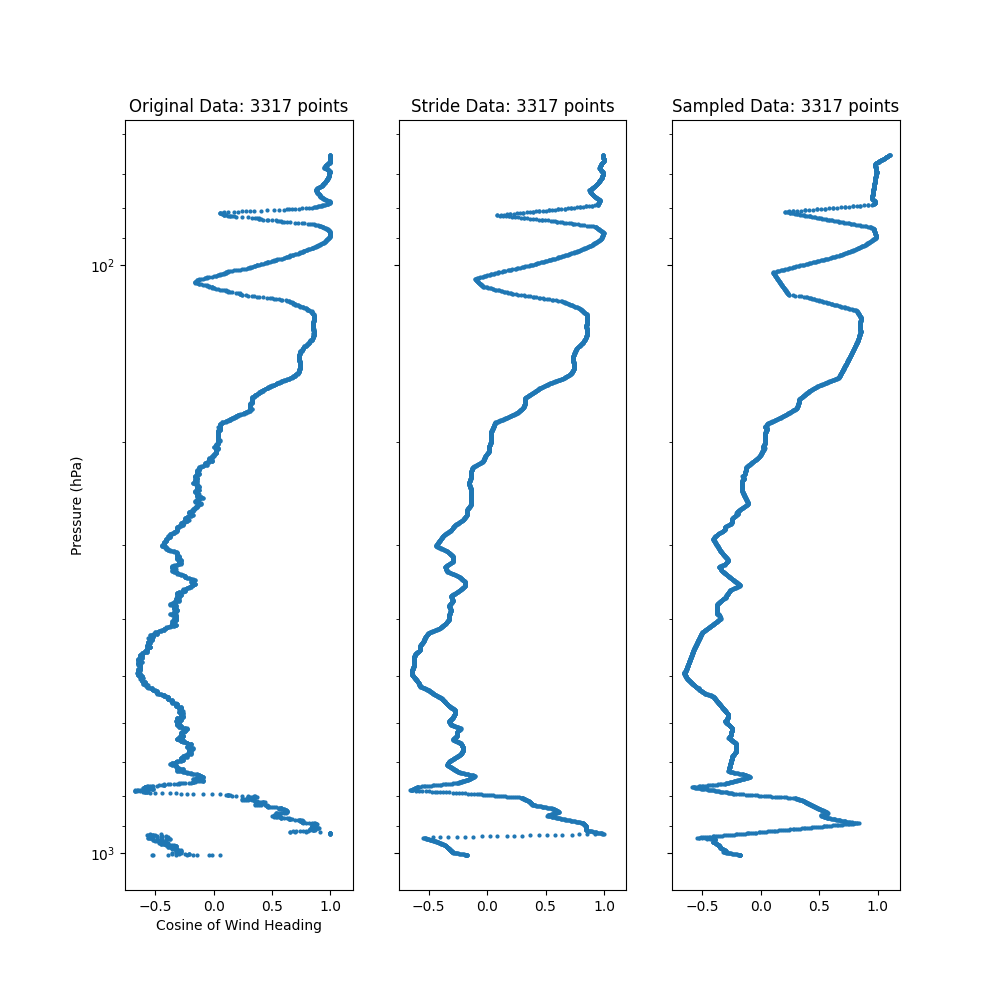 Original Data: 3317 points
Stride Data: 3317 points
Sampled Data: 3317 points
Pressure (hPa)
10²
10³
−0.5 0.0 0.5 1.0
−0.5 0.0 0.5 1.0
−0.5 0.0 0.5 1.0
Cosine of Wind Heading